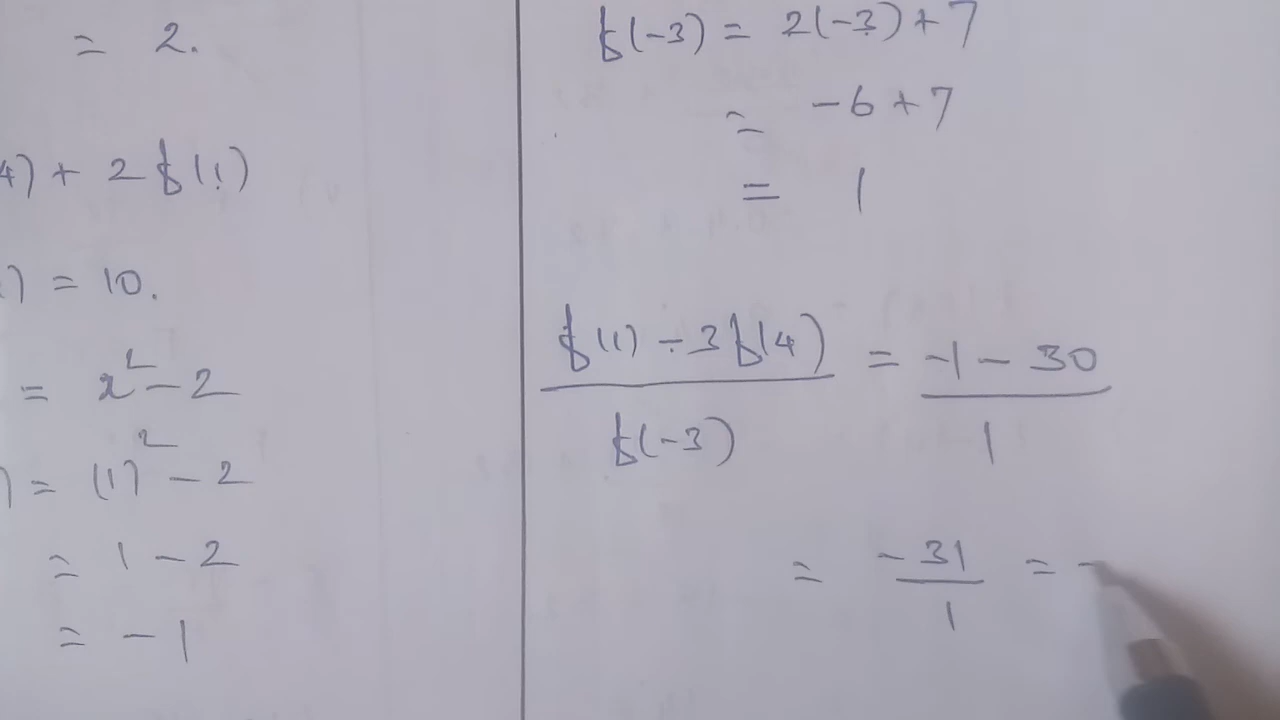 = 2.
4) + 2 f(1)
) = 10.
= x² - 2
) = (1)² - 2
= 1 - 2
= -1
f(-3) = 2(-3) + 7
= -6 + 7
= 1
f(1) - 3 f(4) / f(-3) = -1 - 30 / 1
= -31 / 1 = -